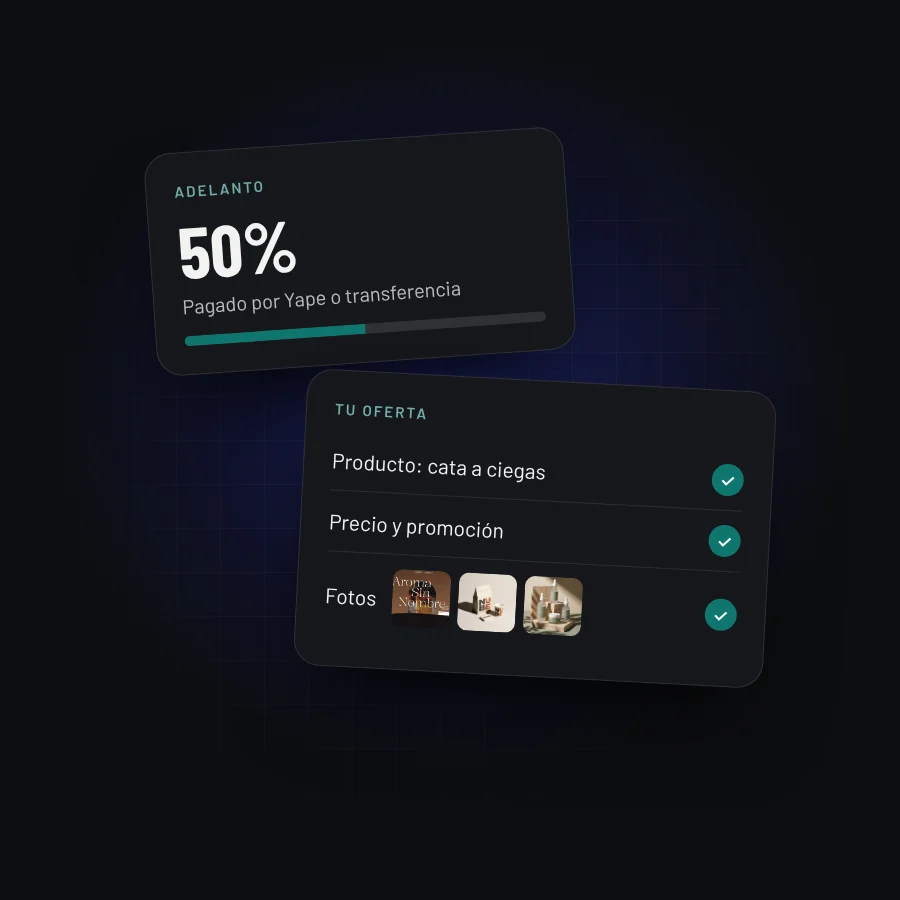 ADELANTO
50%
Pagado por Yape o transferencia
TU OFERTA
Producto: cata a ciegas
Precio y promoción
Fotos
Aroma
Sin
Nombre.